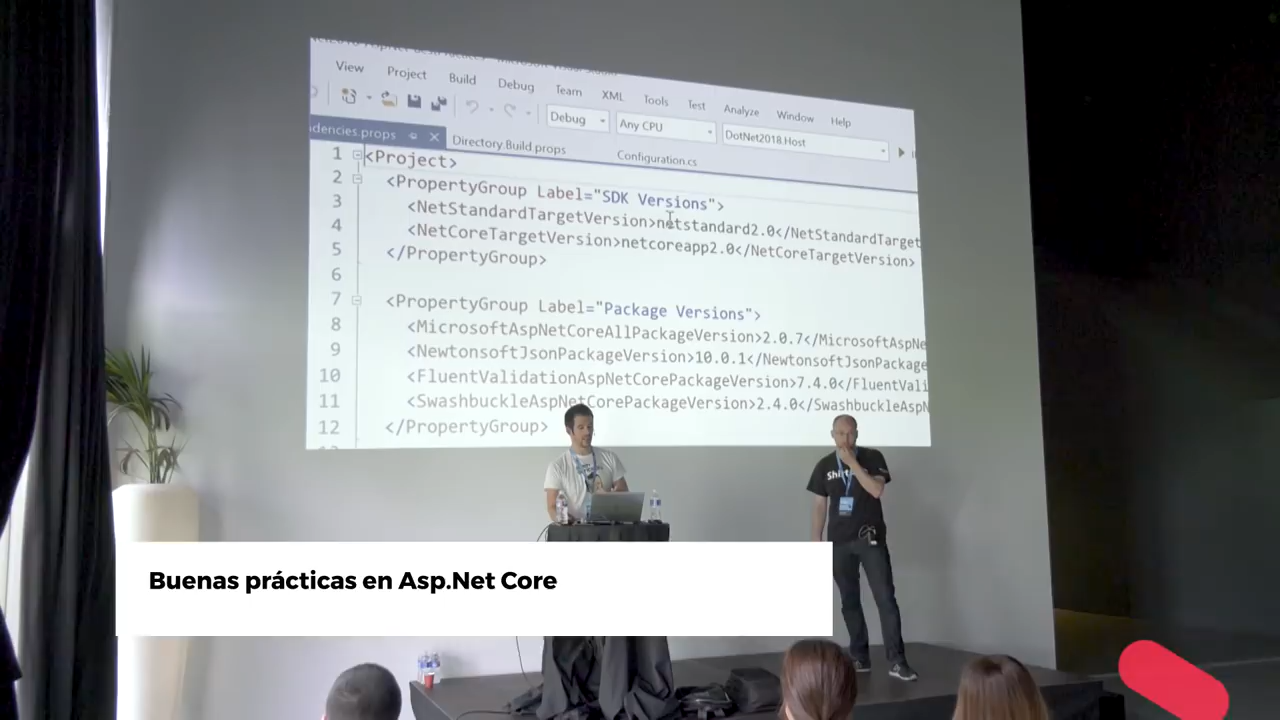 View Project Build Debug Team XML Tools Test Analyze Window Help
Debug Any CPU DotNet2018.Host
dencies.props Directory.Build.props Configuration.cs
1 <Project>
2 <PropertyGroup Label="SDK Versions">
3 <NetStandardTargetVersion>netstandard2.0</NetStandardTarget
4 <NetCoreTargetVersion>netcoreapp2.0</NetCoreTargetVersion>
5 </PropertyGroup>
6
7 <PropertyGroup Label="Package Versions">
8 <MicrosoftAspNetCoreAllPackageVersion>2.0.7</MicrosoftAspNe
9 <NewtonsoftJsonPackageVersion>10.0.1</NewtonsoftJsonPackage
10 <FluentValidationAspNetCorePackageVersion>7.4.0</FluentVali
11 <SwashbuckleAspNetCorePackageVersion>2.4.0</SwashbuckleAspN
12 </PropertyGroup>
Buenas prácticas en Asp.Net Core